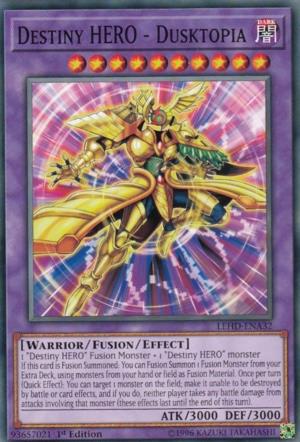 DESTINY HERO - DUSKTOPIA
DARK
闇
LEHD-ENA32
[WARRIOR/FUSION/EFFECT]
1 "Destiny HERO" Fusion Monster + 1 "Destiny HERO" monster
If this card is Fusion Summoned: You can Fusion Summon 1 Fusion Monster from your
Extra Deck, using monsters from your hand or field as Fusion Material. Once per turn
(Quick Effect): You can target 1 monster on the field; make it unable to be destroyed
by battle or card effects, and if you do, neither player takes any battle damage from
attacks involving that monster (these effects last until the end of this turn).
ATK/3000 DEF/3000
93657021 1st Edition
©1996 KAZUKI TAKAHASHI